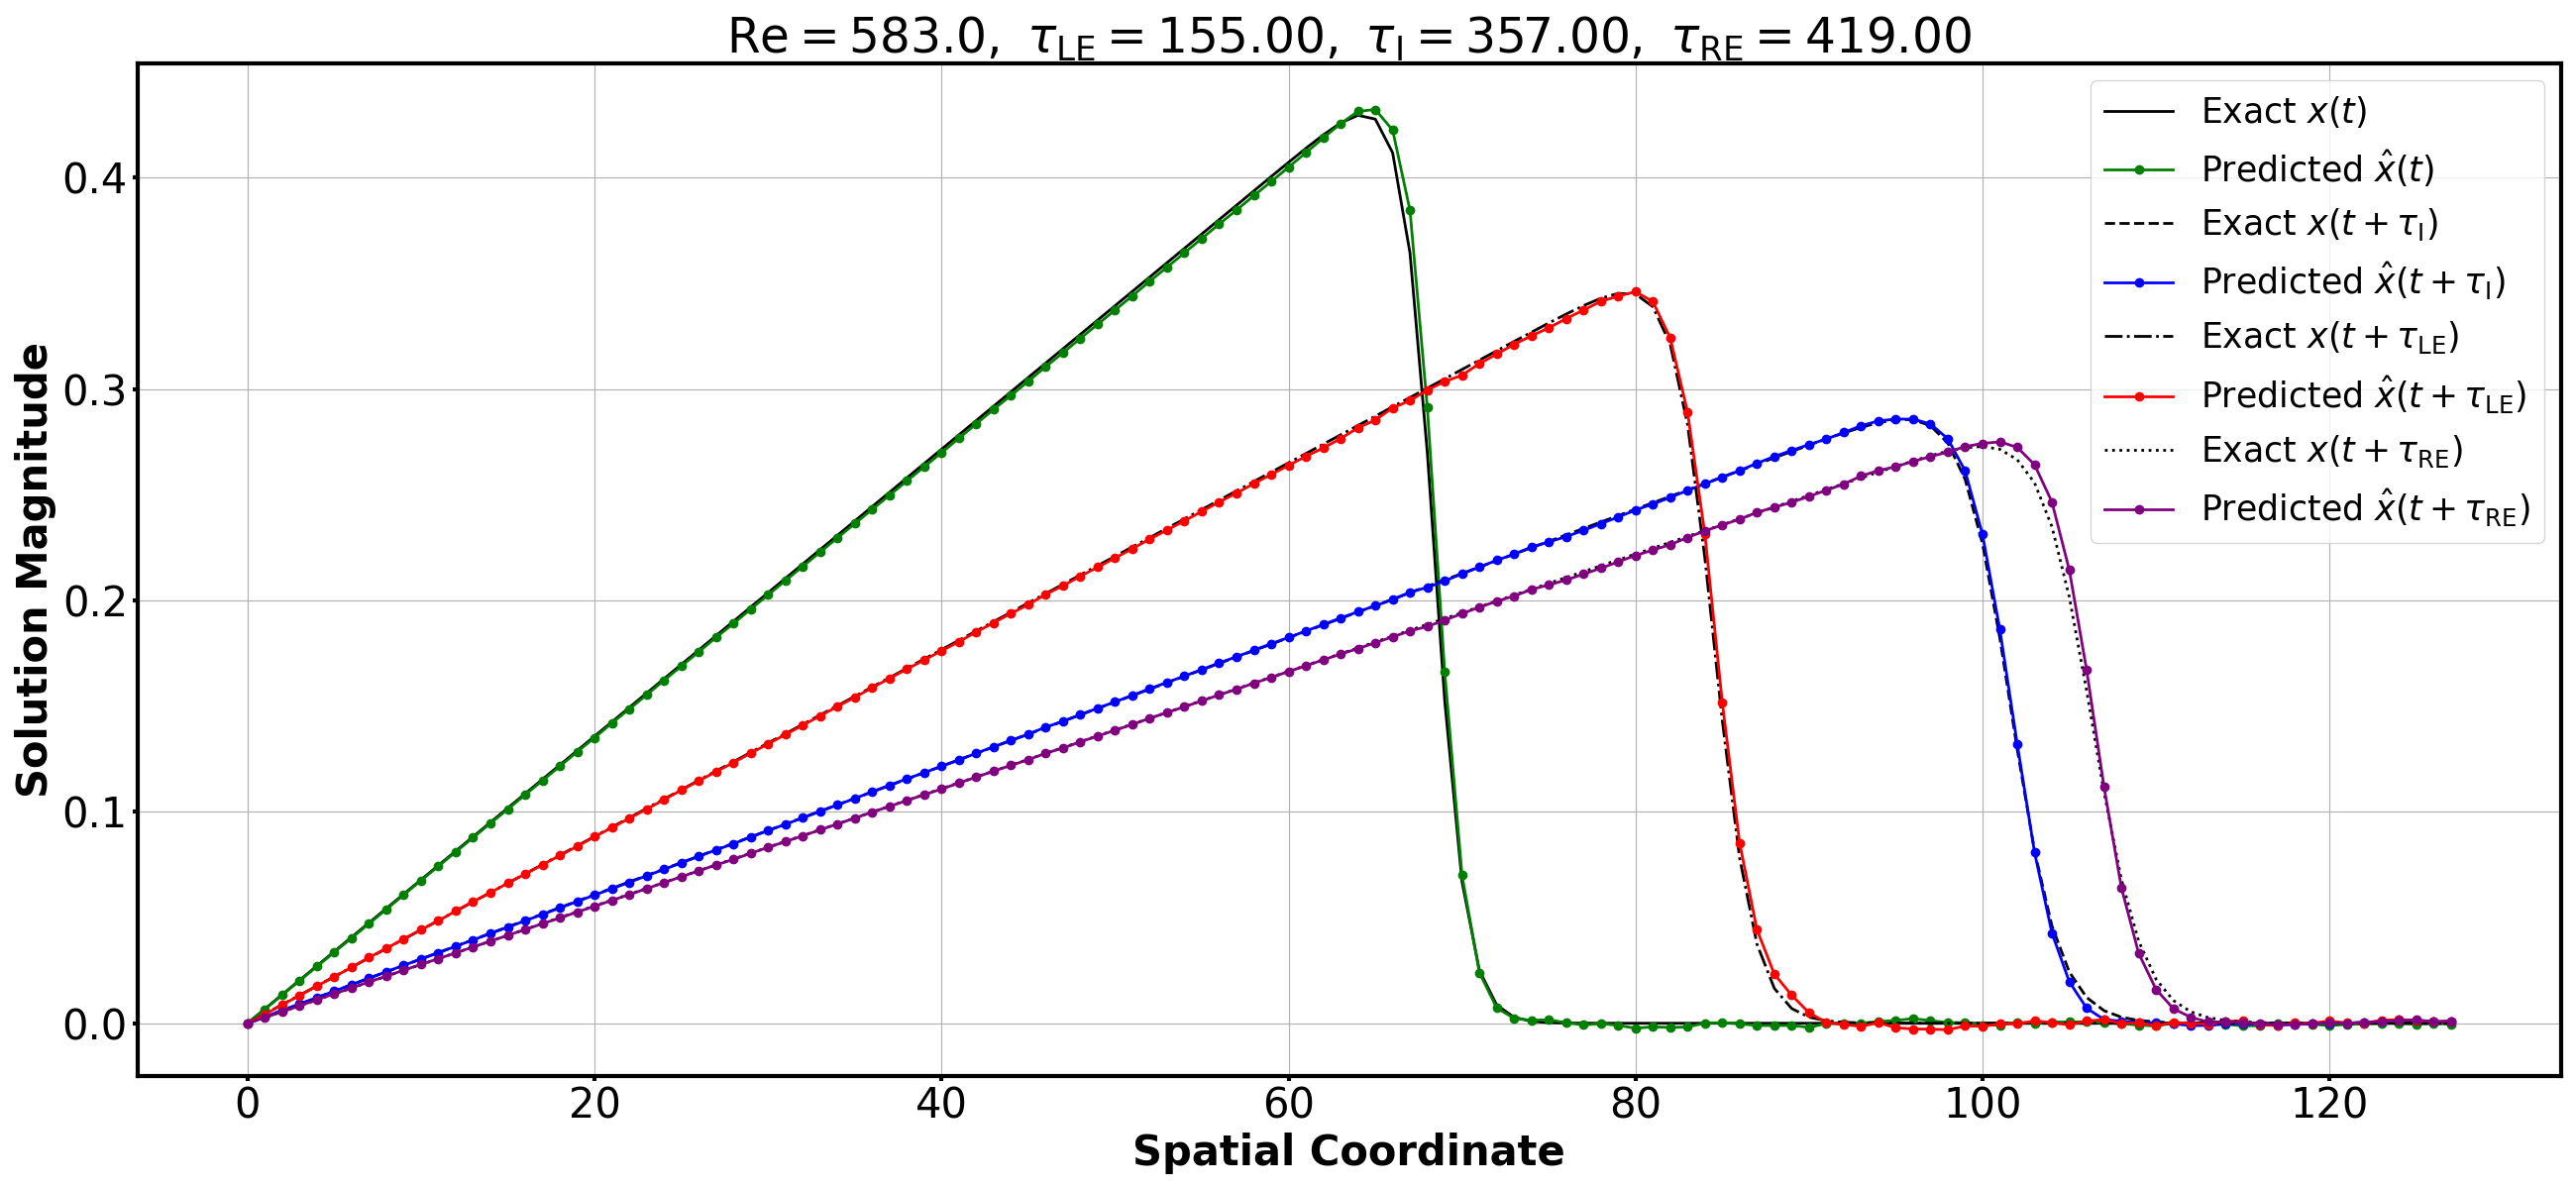 Re = 583.0, τ_LE = 155.00, τ_I = 357.00, τ_RE = 419.00
Solution Magnitude
0.4
0.3
0.2
0.1
0.0
Exact x(t)
Predicted x̂(t)
Exact x(t + τ_I)
Predicted x̂(t + τ_I)
Exact x(t + τ_LE)
Predicted x̂(t + τ_LE)
Exact x(t + τ_RE)
Predicted x̂(t + τ_RE)
0 20 40 60 80 100 120
Spatial Coordinate